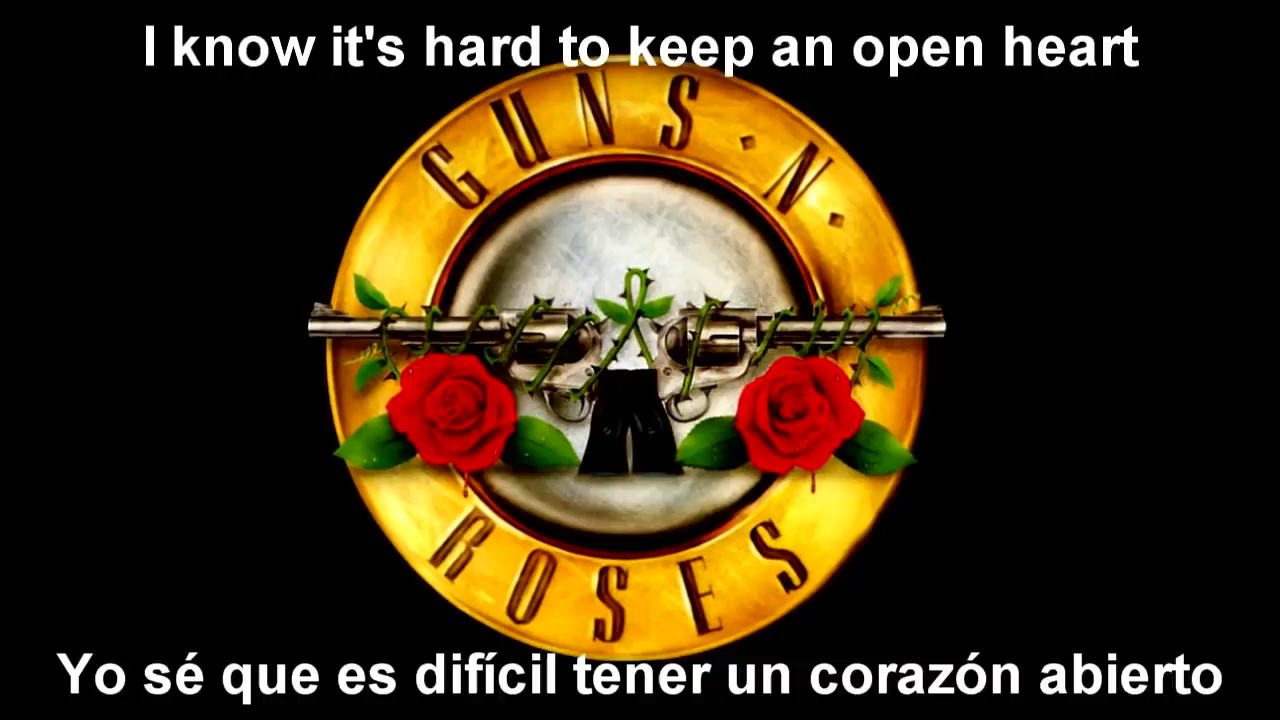 I know it's hard to keep an open heart
GUNS·N·
ROSES
Yo sé que es difícil tener un corazón abierto